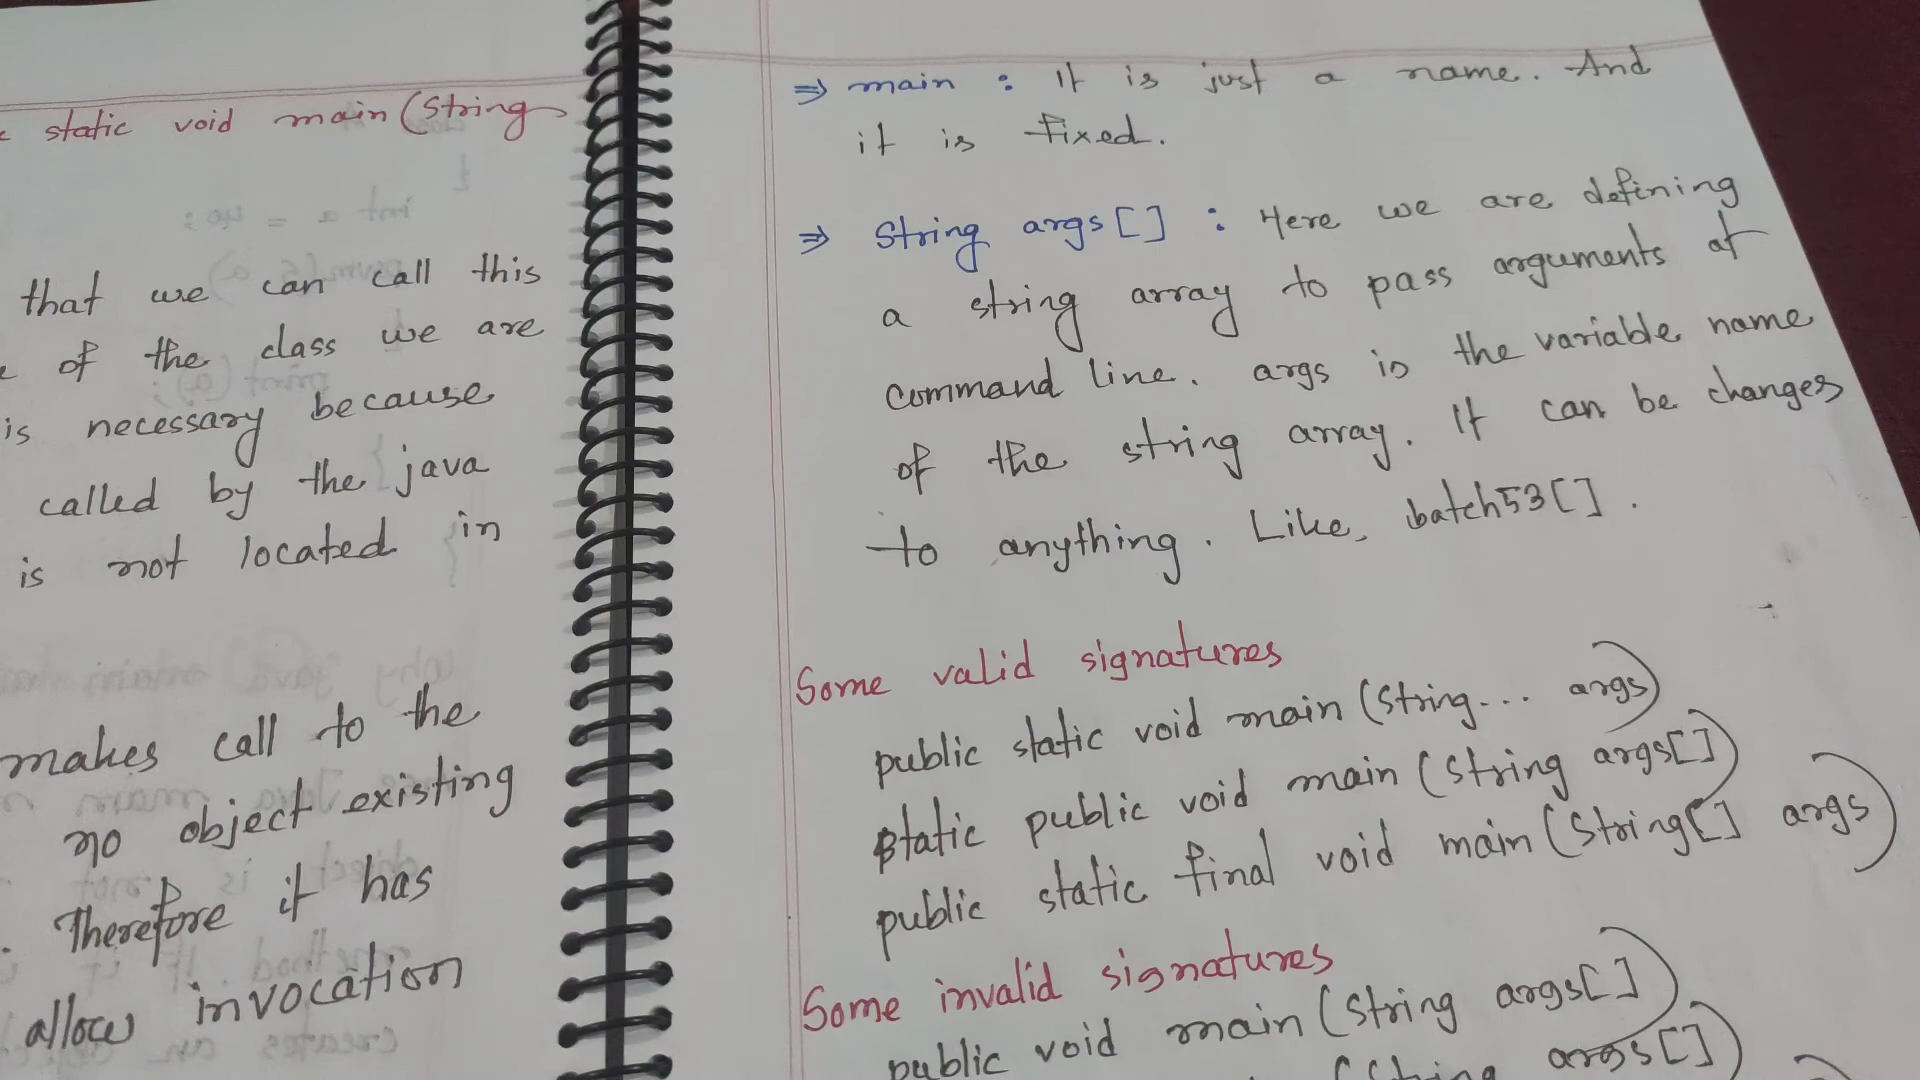 static void main (String
that we can call this
of the class we are
is necessary because
called by the java
is not located in
makes call to the
no object existing
. Therefore it has
allow invocation
⇒ main : It is just a name. And
it is fixed.
⇒ String args [ ] : Here we are defining
a string array to pass arguments at
command line. args is the variable name
of the string array. It can be changes
to anything. Like, batch53 [ ] .
Some valid signatures
public static void main (String... args)
static public void main (String args[ ])
public static final void main (String[ ] args)
Some invalid signatures
public void main (String args[ ])
(String args[ ])